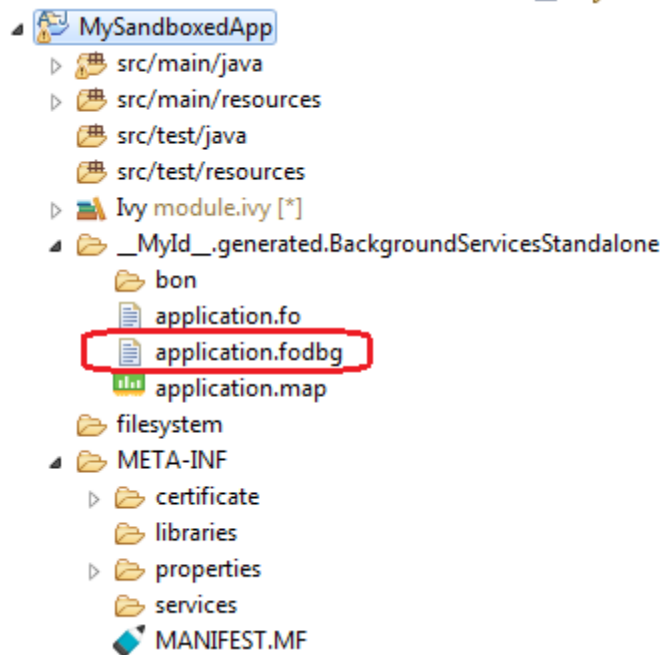 MySandboxedApp
src/main/java
src/main/resources
src/test/java
src/test/resources
Ivy module.ivy [*]
__MyId__.generated.BackgroundServicesStandalone
bon
application.fo
application.fodbg
application.map
filesystem
META-INF
certificate
libraries
properties
services
MANIFEST.MF